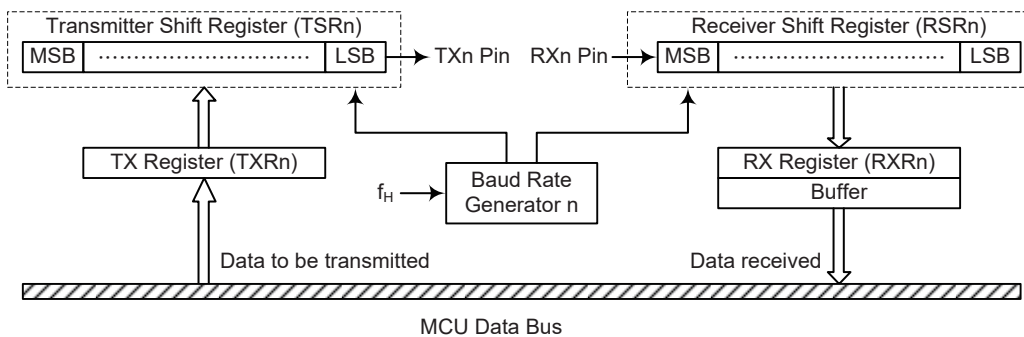 Transmitter Shift Register (TSRn)
MSB ................................ LSB
TXn Pin
RXn Pin
Receiver Shift Register (RSRn)
MSB ................................ LSB
TX Register (TXRn)
fH
Baud Rate
Generator n
RX Register (RXRn)
Buffer
Data to be transmitted
Data received
MCU Data Bus